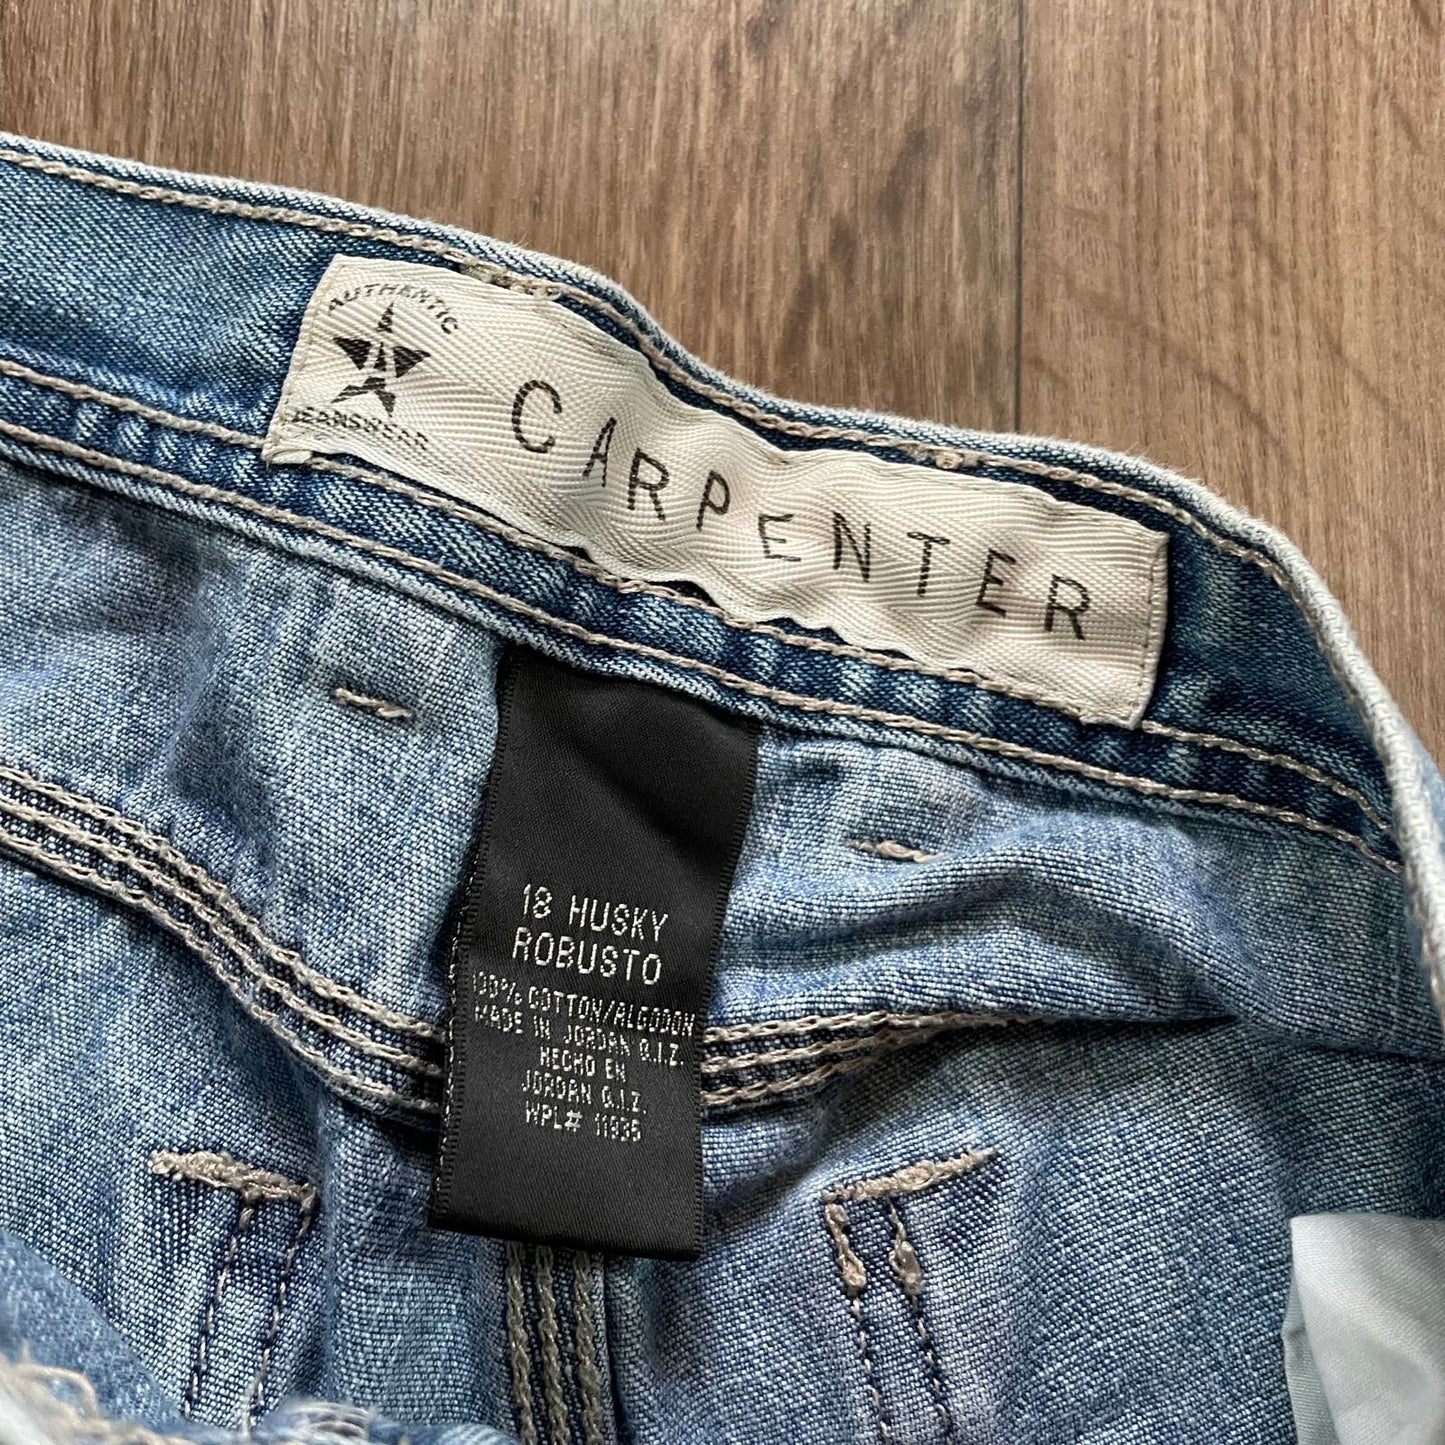 AUTHENTIC
JEANSWEAR
CARPENTER
18 HUSKY
ROBUSTO
100% COTTON/ALGODON
MADE IN JORDAN Q.I.Z.
HECHO EN
JORDAN Q.I.Z.
WPL# 11935